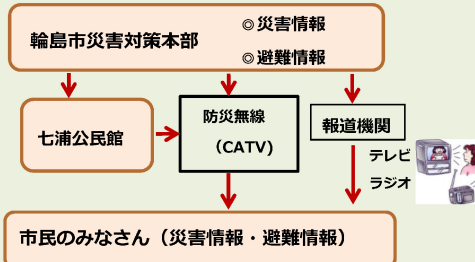 輪島市災害対策本部
◎災害情報
◎避難情報
七浦公民館
防災無線
（CATV)
報道機関
テレビ
ラジオ
市民のみなさん（災害情報・避難情報）